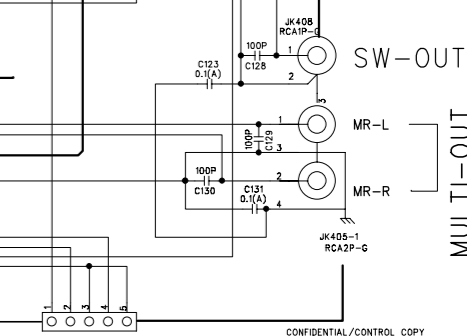 JK408
RCA1P-G
100P
C128
1
SW-OUT
C123
0.1(A)
2
3
1
MR-L
100P
C129
3
MULTI-OUT
100P
C130
2
MR-R
C131
0.1(A)
4
JK405-1
RCA2P-G
1
2
3
4
5
CONFIDENTIAL/CONTROL COPY